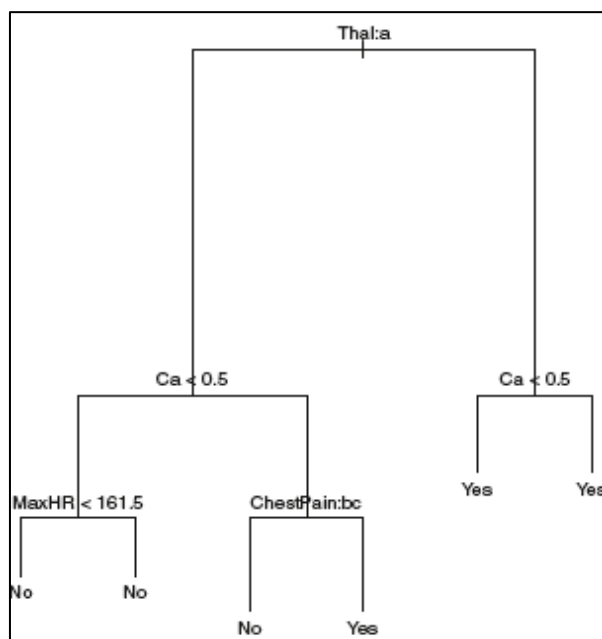 Thal:a
Ca < 0.5
Ca < 0.5
Yes
Yes
MaxHR < 161.5
ChestPain:bc
No
No
No
Yes